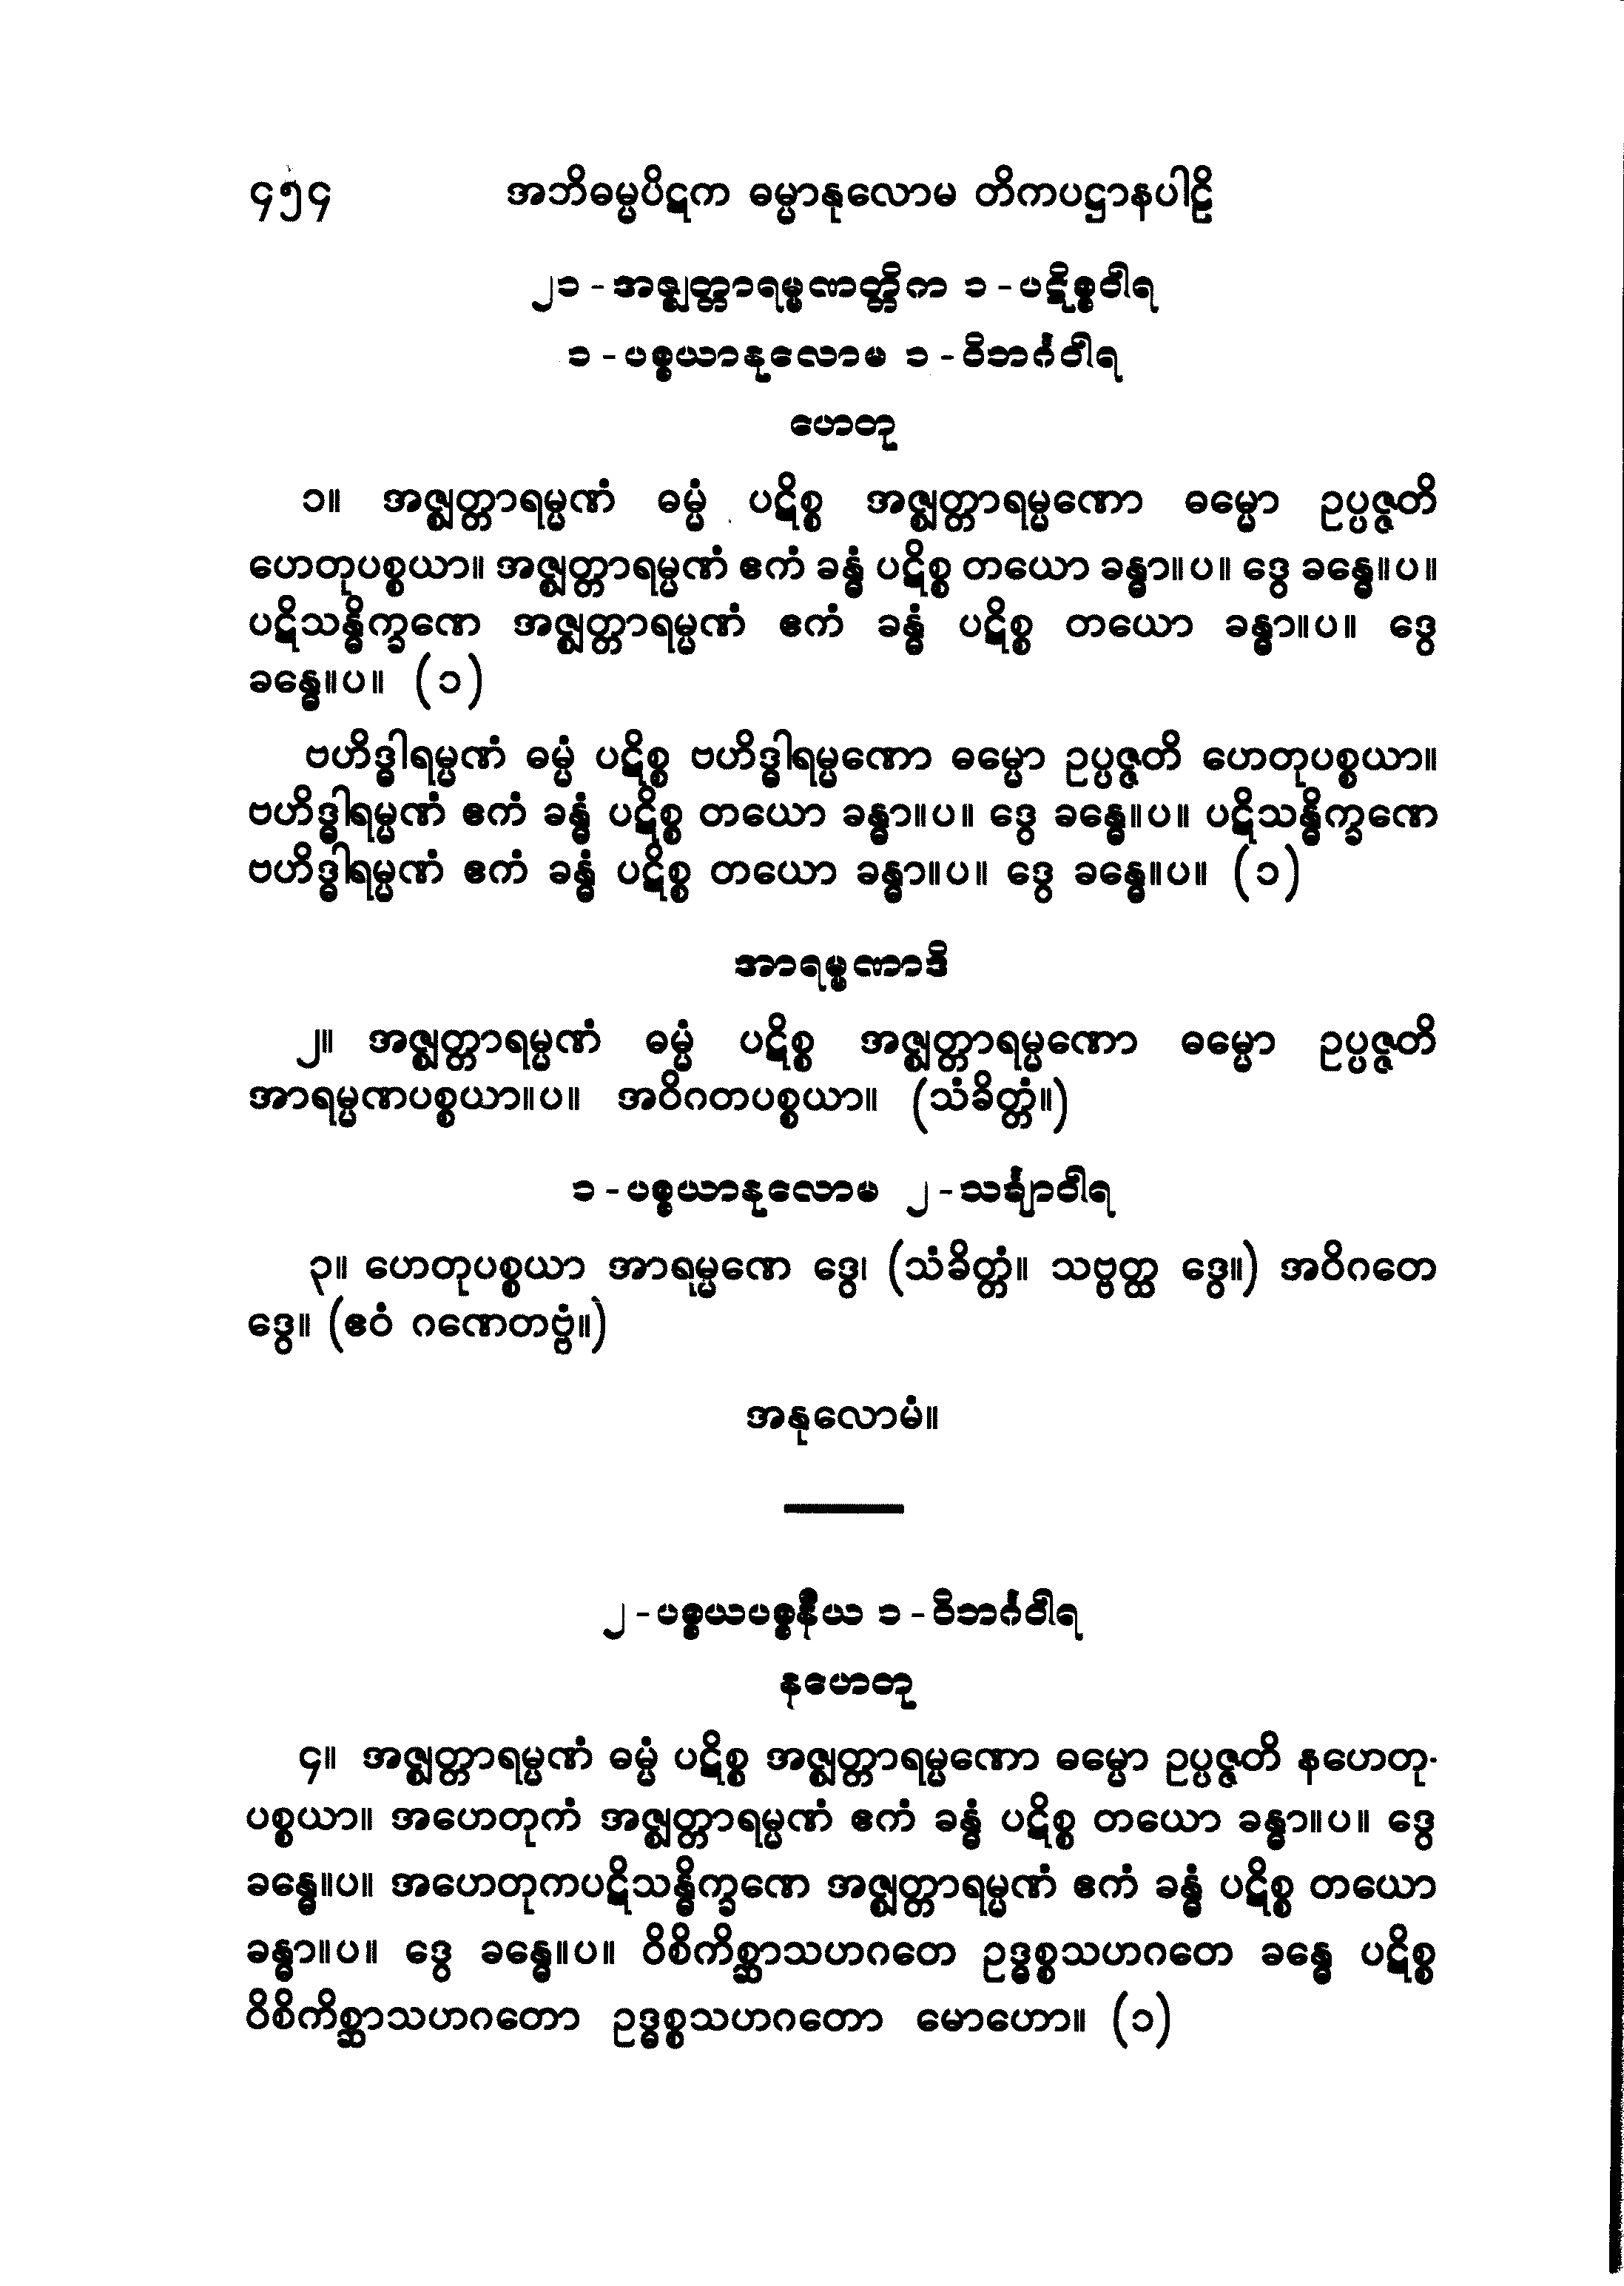 ၄၅၄ အဘိဓမ္မပိဋက ဓမ္မာနုလောမ တိကပဋ္ဌာနပါဠိ
၂၁-အဇ္ဈတ္တာရမ္မဏတ္တိက ၁-ပဋိစ္စဝါရ
၁-ပစ္စယာနုလောမ ၁-ဝိဘင်္ဂဝါရ
ဟေတု
၁။ အဇ္ဈတ္တာရမ္မဏံ ဓမ္မံ ပဋိစ္စ အဇ္ဈတ္တာရမ္မဏော ဓမ္မော ဥပ္ပဇ္ဇတိ
ဟေတုပစ္စယာ။ အဇ္ဈတ္တာရမ္မဏံ ဧကံ ခန္ဓံ ပဋိစ္စ တယော ခန္ဓာ။ပ။ ဒွေ ခန္ဓေ။ပ။
ပဋိသန္ဓိက္ခဏေ အဇ္ဈတ္တာရမ္မဏံ ဧကံ ခန္ဓံ ပဋိစ္စ တယော ခန္ဓာ။ပ။ ဒွေ
ခန္ဓေ။ပ။ (၁)
ဗဟိဒ္ဓါရမ္မဏံ ဓမ္မံ ပဋိစ္စ ဗဟိဒ္ဓါရမ္မဏော ဓမ္မော ဥပ္ပဇ္ဇတိ ဟေတုပစ္စယာ။
ဗဟိဒ္ဓါရမ္မဏံ ဧကံ ခန္ဓံ ပဋိစ္စ တယော ခန္ဓာ။ပ။ ဒွေ ခန္ဓေ။ပ။ ပဋိသန္ဓိက္ခဏေ
ဗဟိဒ္ဓါရမ္မဏံ ဧကံ ခန္ဓံ ပဋိစ္စ တယော ခန္ဓာ။ပ။ ဒွေ ခန္ဓေ။ပ။ (၁)
အာရမ္မဏာဒိ
၂။ အဇ္ဈတ္တာရမ္မဏံ ဓမ္မံ ပဋိစ္စ အဇ္ဈတ္တာရမ္မဏော ဓမ္မော ဥပ္ပဇ္ဇတိ
အာရမ္မဏပစ္စယာ။ပ။ အဝိဂတပစ္စယာ။ (သံခိတ္တံ။)
၁-ပစ္စယာနုလောမ ၂-သင်္ချာဝါရ
၃။ ဟေတုပစ္စယာ အာရမ္မဏေ ဒွေ၊ (သံခိတ္တံ။ သဗ္ဗတ္ထ ဒွေ။) အဝိဂတေ
ဒွေ။ (ဧဝံ ဂဏေတဗ္ဗံ။)
အနုလောမံ။
၂-ပစ္စယပစ္စနီယ ၁-ဝိဘင်္ဂဝါရ
နဟေတု
၄။ အဇ္ဈတ္တာရမ္မဏံ ဓမ္မံ ပဋိစ္စ အဇ္ဈတ္တာရမ္မဏော ဓမ္မော ဥပ္ပဇ္ဇတိ နဟေတု-
ပစ္စယာ။ အဟေတုကံ အဇ္ဈတ္တာရမ္မဏံ ဧကံ ခန္ဓံ ပဋိစ္စ တယော ခန္ဓာ။ပ။ ဒွေ
ခန္ဓေ။ပ။ အဟေတုကပဋိသန္ဓိက္ခဏေ အဇ္ဈတ္တာရမ္မဏံ ဧကံ ခန္ဓံ ပဋိစ္စ တယော
ခန္ဓာ။ပ။ ဒွေ ခန္ဓေ။ပ။ ဝိစိကိစ္ဆာသဟဂတေ ဥဒ္ဓစ္စသဟဂတေ ခန္ဓေ ပဋိစ္စ
ဝိစိကိစ္ဆာသဟဂတော ဥဒ္ဓစ္စသဟဂတော မောဟော။ (၁)